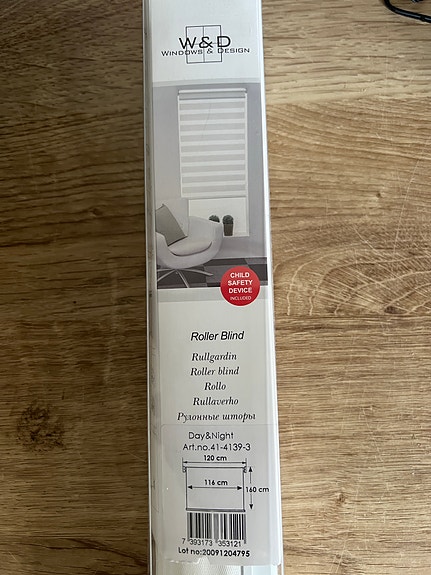 W&D
WINDOWS & DESIGN
CHILD
SAFETY
DEVICE
INCLUDED
Roller Blind
Rullgardin
Roller blind
Rollo
Rullaverho
Рулонные шторы
Day&Night
Art.no.41-4139-3
120 cm
116 cm
160 cm
7 393173 353121
Lot no:20091204795